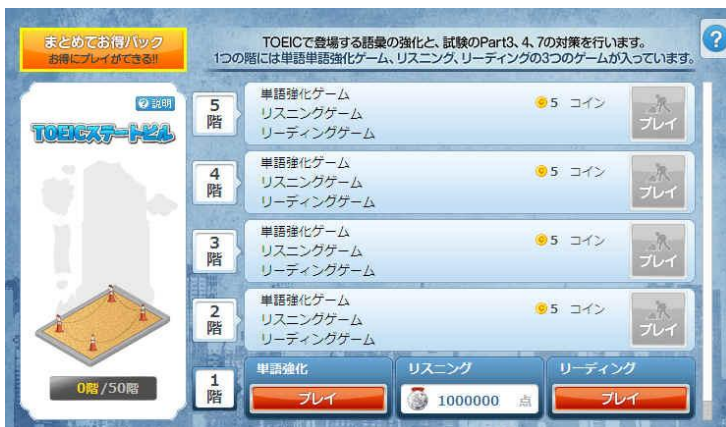 まとめてお得パック
お得にプレイができる!!
TOEICで登場する語彙の強化と、試験のPart3、4、7の対策を行います。
1つの階には単語単語強化ゲーム、リスニング、リーディングの3つのゲームが入っています。
?
?説明
TOEICステートビル
0階/50階
5階
単語強化ゲーム
リスニングゲーム
リーディングゲーム
5 コイン
プレイ
4階
単語強化ゲーム
リスニングゲーム
リーディングゲーム
5 コイン
プレイ
3階
単語強化ゲーム
リスニングゲーム
リーディングゲーム
5 コイン
プレイ
2階
単語強化ゲーム
リスニングゲーム
リーディングゲーム
5 コイン
プレイ
1階
単語強化
プレイ
リスニング
1000000 点
リーディング
プレイ